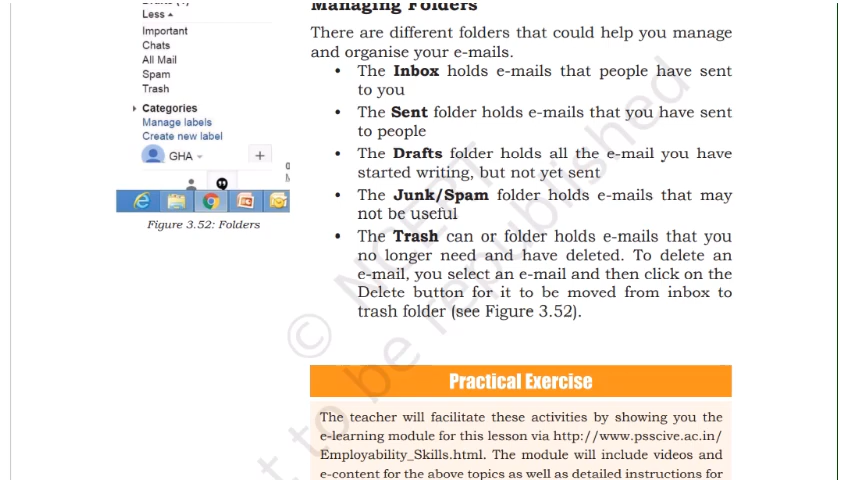 Less
Important
Chats
All Mail
Spam
Trash
Categories
Manage labels
Create new label
GHA
+
Figure 3.52: Folders
Managing Folders
There are different folders that could help you manage
and organise your e-mails.
• The Inbox holds e-mails that people have sent
to you
• The Sent folder holds e-mails that you have sent
to people
• The Drafts folder holds all the e-mail you have
started writing, but not yet sent
• The Junk/Spam folder holds e-mails that may
not be useful
• The Trash can or folder holds e-mails that you
no longer need and have deleted. To delete an
e-mail, you select an e-mail and then click on the
Delete button for it to be moved from inbox to
trash folder (see Figure 3.52).
© NCERT
not to be republished
Practical Exercise
The teacher will facilitate these activities by showing you the
e-learning module for this lesson via http://www.psscive.ac.in/
Employability_Skills.html. The module will include videos and
e-content for the above topics as well as detailed instructions for